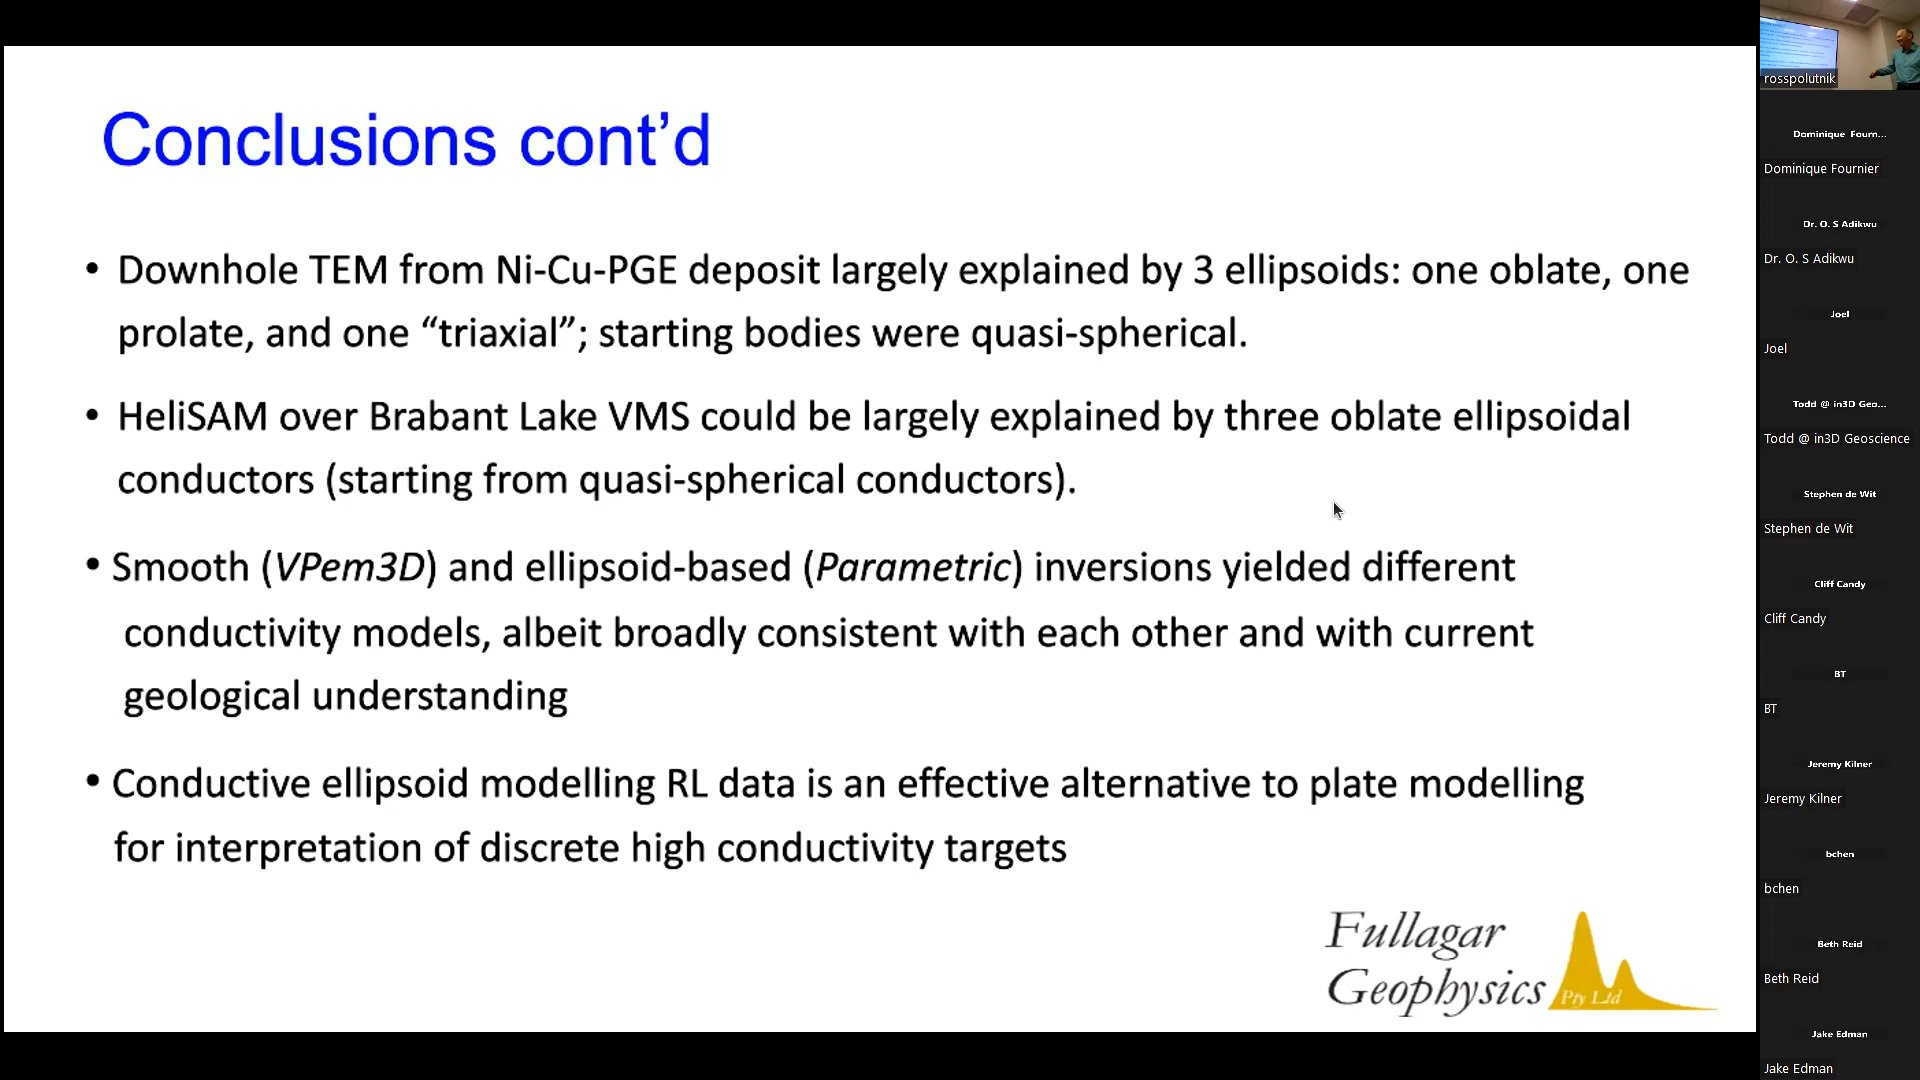 Conclusions cont’d
• Downhole TEM from Ni-Cu-PGE deposit largely explained by 3 ellipsoids: one oblate, one
prolate, and one “triaxial”; starting bodies were quasi-spherical.
• HeliSAM over Brabant Lake VMS could be largely explained by three oblate ellipsoidal
conductors (starting from quasi-spherical conductors).
• Smooth (VPem3D) and ellipsoid-based (Parametric) inversions yielded different
conductivity models, albeit broadly consistent with each other and with current
geological understanding
• Conductive ellipsoid modelling RL data is an effective alternative to plate modelling
for interpretation of discrete high conductivity targets
Fullagar
Geophysics
Pty Ltd
rosspolutnik
Dominique Fourn...
Dominique Fournier
Dr. O. S Adikwu
Dr. O. S Adikwu
Joel
Joel
Todd @ in3D Geo...
Todd @ in3D Geoscience
Stephen de Wit
Stephen de Wit
Cliff Candy
Cliff Candy
BT
BT
Jeremy Kilner
Jeremy Kilner
bchen
bchen
Beth Reid
Beth Reid
Jake Edman
Jake Edman